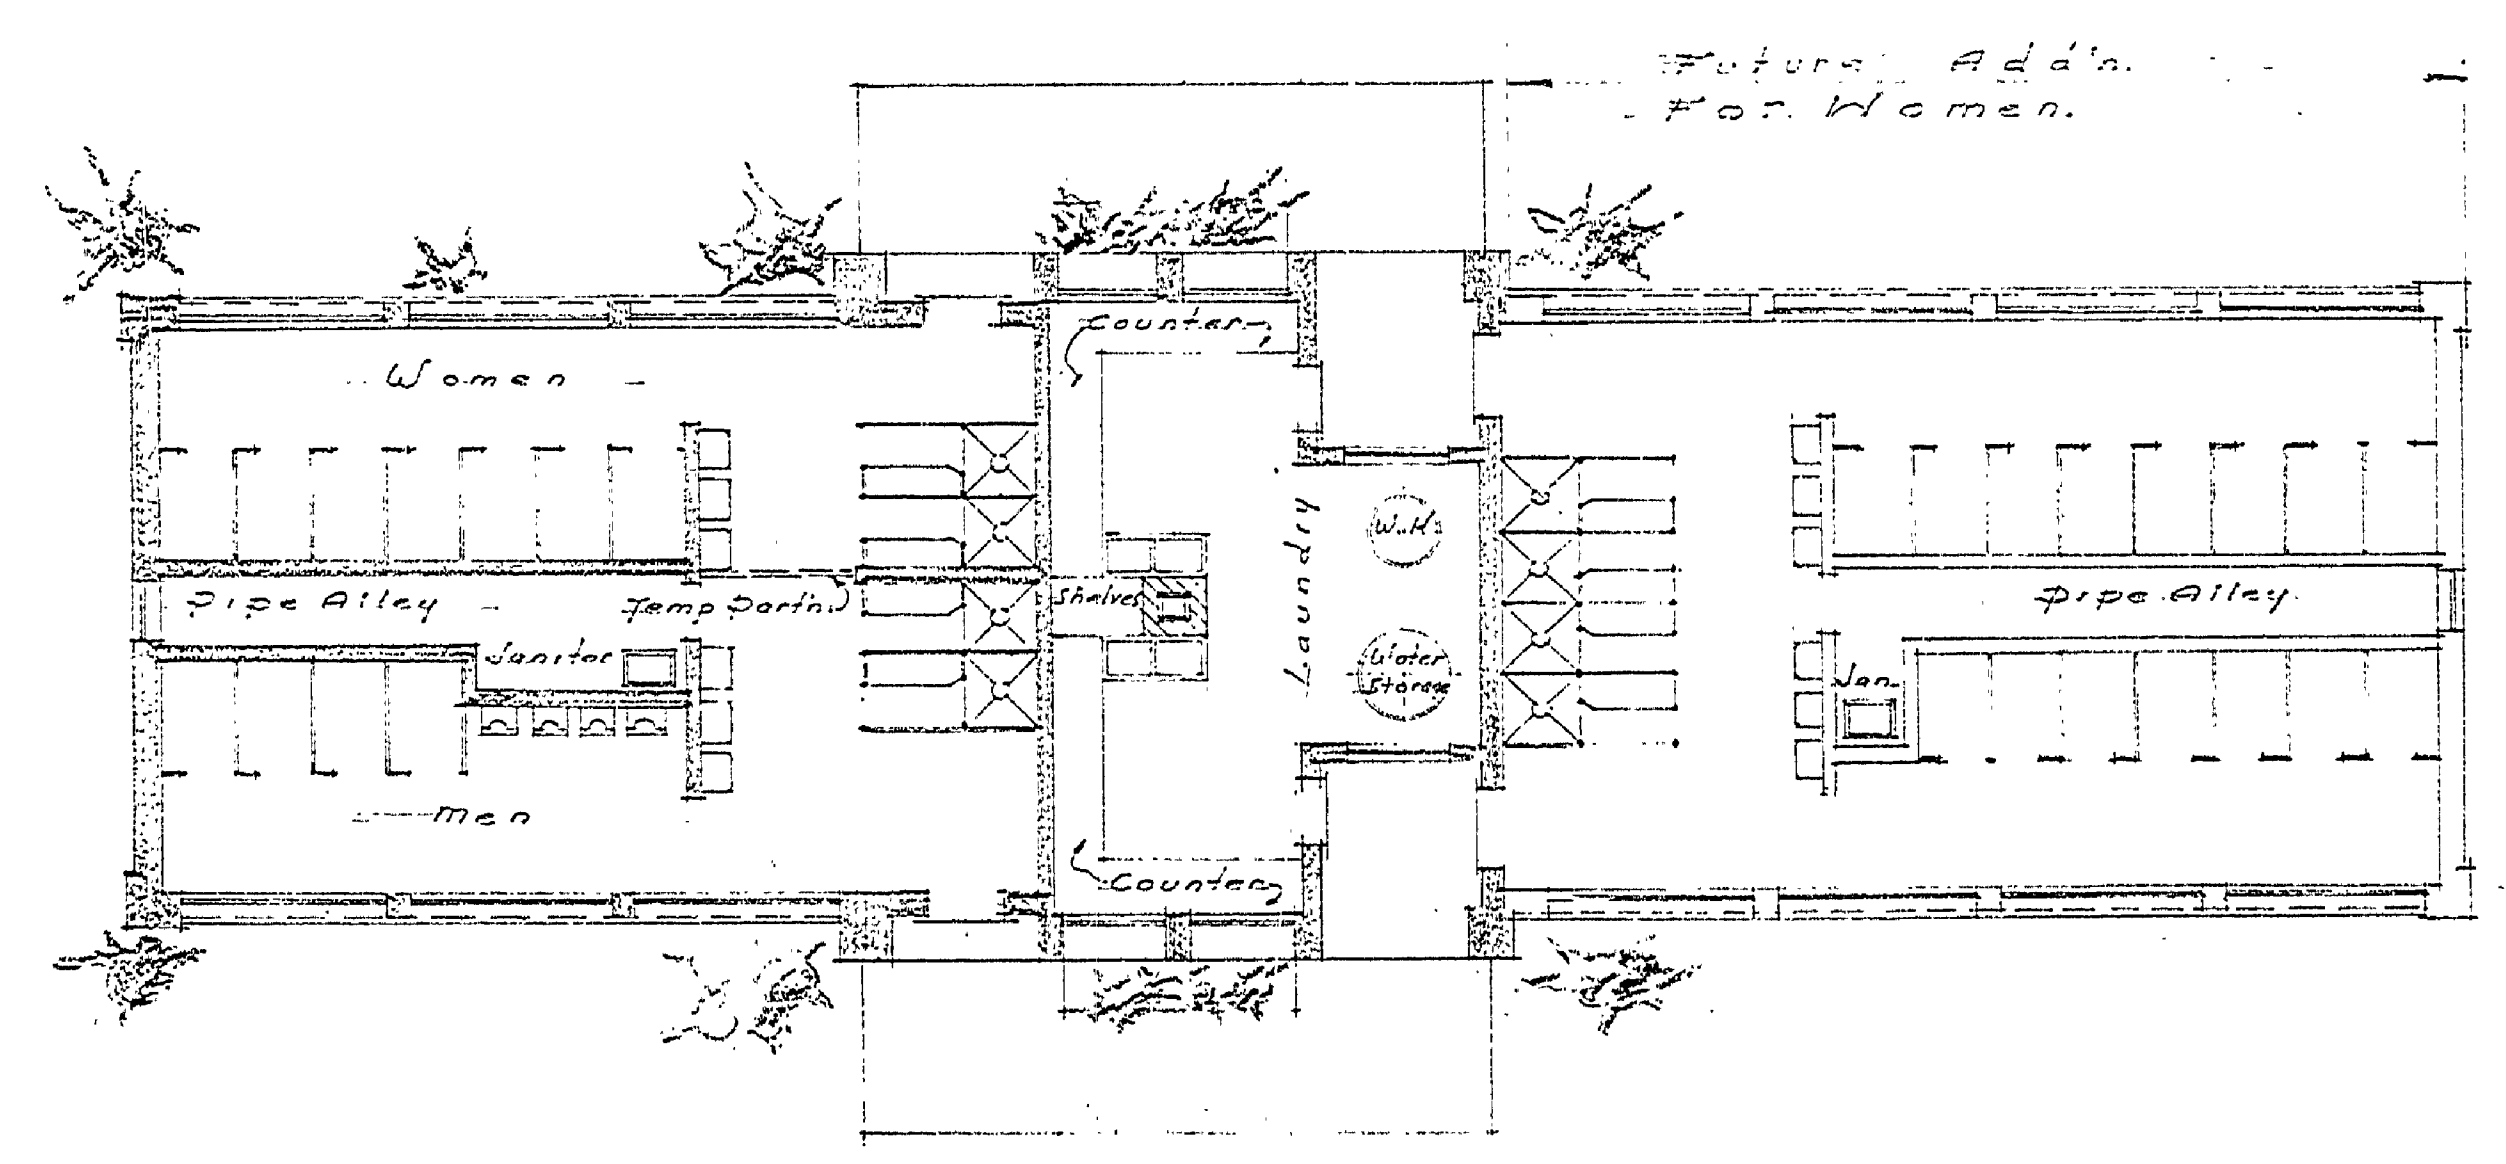 Future Add'n.
For Women.
Counter
Women
Laundry
W.H.
Pipe Alley
Temp Part'n.
Shelves
Pipe Alley
Janitor
Water
Storage
Jan.
Men
Counter